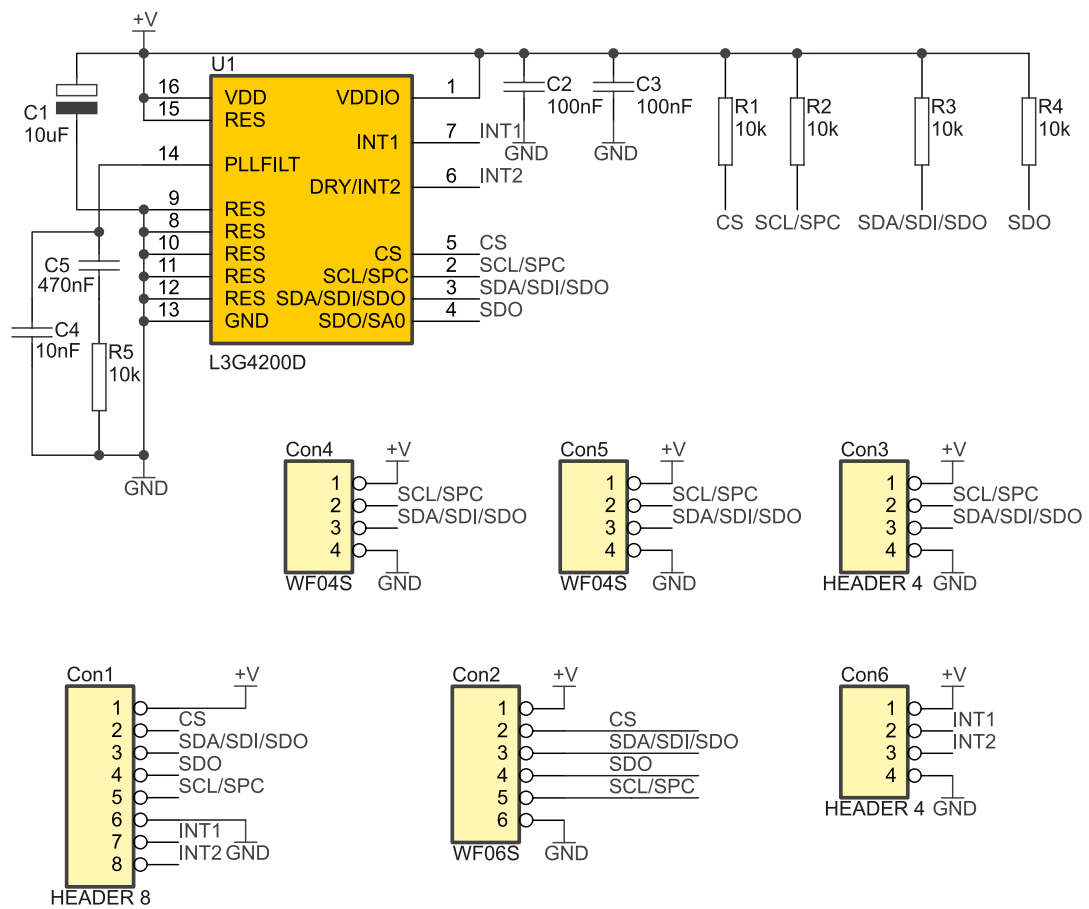 +V
U1
C1
10uF
16
VDD
15
RES
14
PLLFILT
9
RES
8
RES
10
RES
11
RES
12
RES
13
GND
VDDIO
1
INT1
7
INT1
DRY/INT2
6
INT2
CS
5
CS
SCL/SPC
2
SCL/SPC
SDA/SDI/SDO
3
SDA/SDI/SDO
SDO/SA0
4
SDO
L3G4200D
C2
100nF
GND
C3
100nF
GND
R1
10k
CS
R2
10k
SCL/SPC
R3
10k
SDA/SDI/SDO
R4
10k
SDO
C5
470nF
C4
10nF
R5
10k
GND
Con4
+V
1
2
SCL/SPC
3
SDA/SDI/SDO
4
GND
WF04S
Con5
+V
1
2
SCL/SPC
3
SDA/SDI/SDO
4
GND
WF04S
Con3
+V
1
2
SCL/SPC
3
SDA/SDI/SDO
4
GND
HEADER 4
Con1
+V
1
2
CS
3
SDA/SDI/SDO
4
SDO
5
SCL/SPC
6
GND
7
INT1
8
INT2
HEADER 8
Con2
+V
1
2
CS
3
SDA/SDI/SDO
4
SDO
5
SCL/SPC
6
GND
WF06S
Con6
+V
1
2
INT1
3
INT2
4
GND
HEADER 4